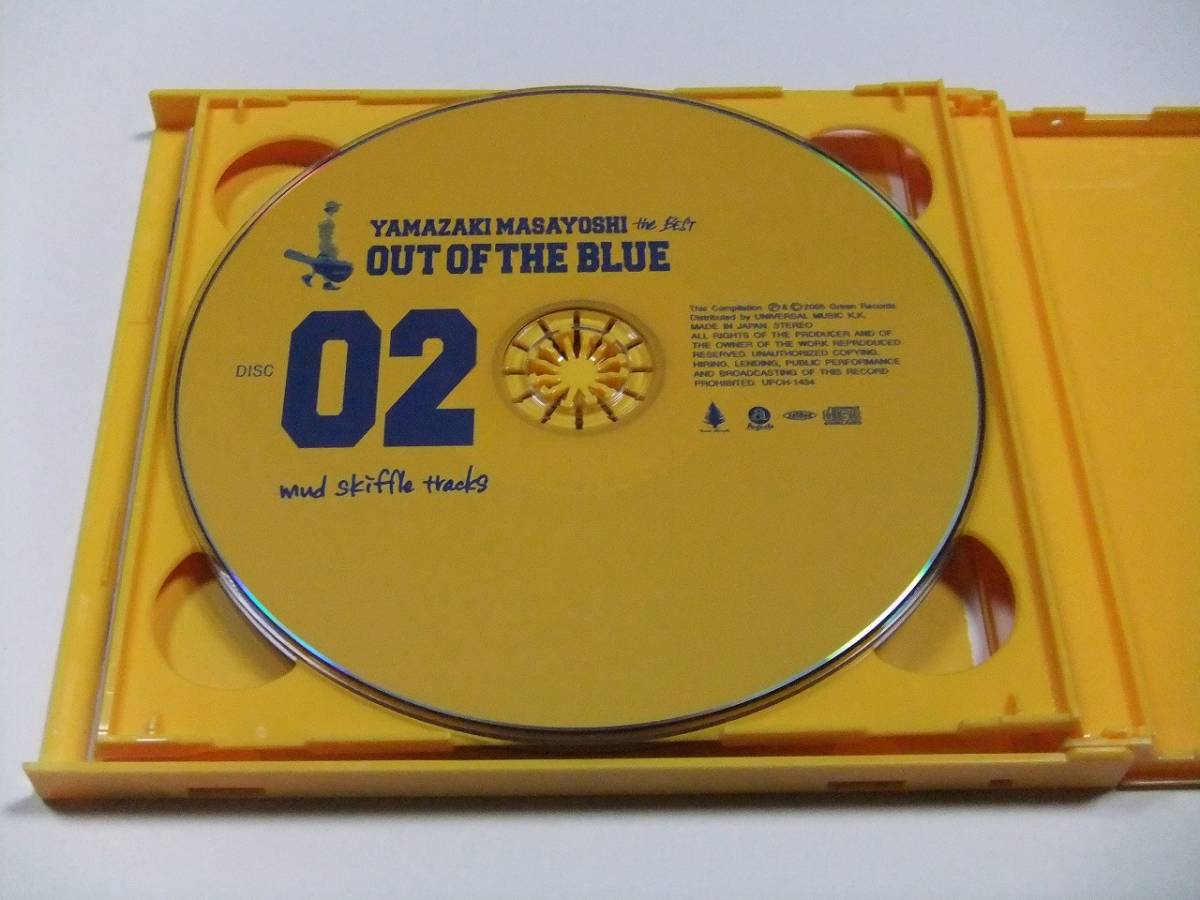 YAMAZAKI MASAYOSHI the BEST
OUT OF THE BLUE
DISC 02
mud skiffle tracks
This Compilation Ⓟ & © 2005 Green Records
Distributed by UNIVERSAL MUSIC K.K.
MADE IN JAPAN. STEREO
ALL RIGHTS OF THE PRODUCER AND OF
THE OWNER OF THE WORK REPRODUCED
RESERVED. UNAUTHORIZED COPYING,
HIRING, LENDING, PUBLIC PERFORMANCE
AND BROADCASTING OF THIS RECORD
PROHIBITED. UPCH-1434